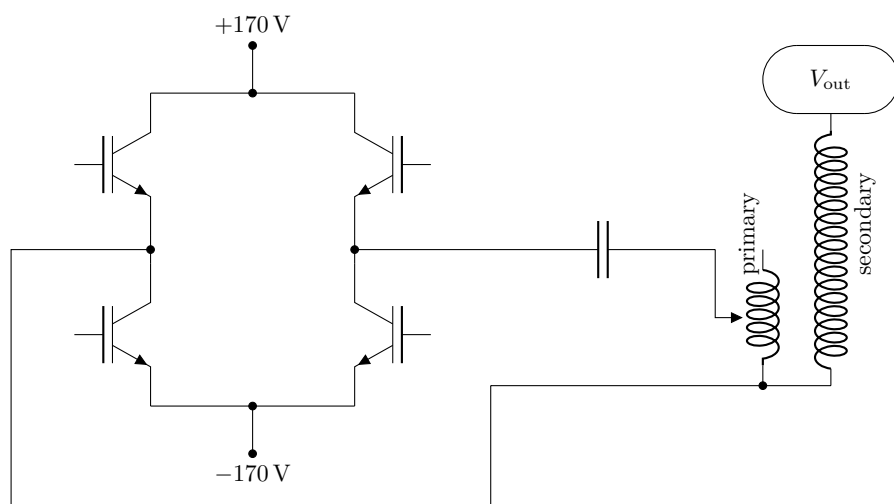 +170 V
V_out
primary
secondary
−170 V